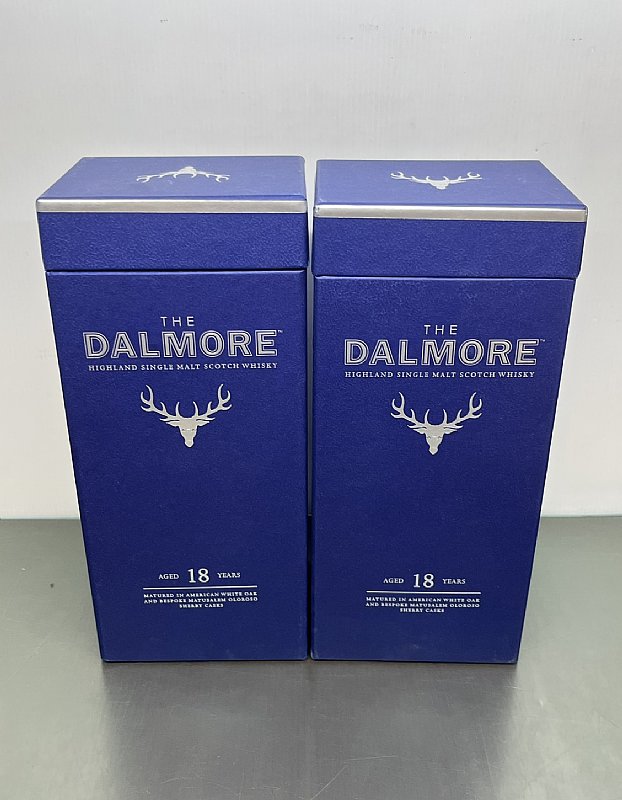 THE
DALMORE™
HIGHLAND SINGLE MALT SCOTCH WHISKY
AGED 18 YEARS
MATURED IN AMERICAN WHITE OAK
AND BESPOKE MATUSALEM OLOROSO
SHERRY CASKS
THE
DALMORE™
HIGHLAND SINGLE MALT SCOTCH WHISKY
AGED 18 YEARS
MATURED IN AMERICAN WHITE OAK
AND BESPOKE MATUSALEM OLOROSO
SHERRY CASKS